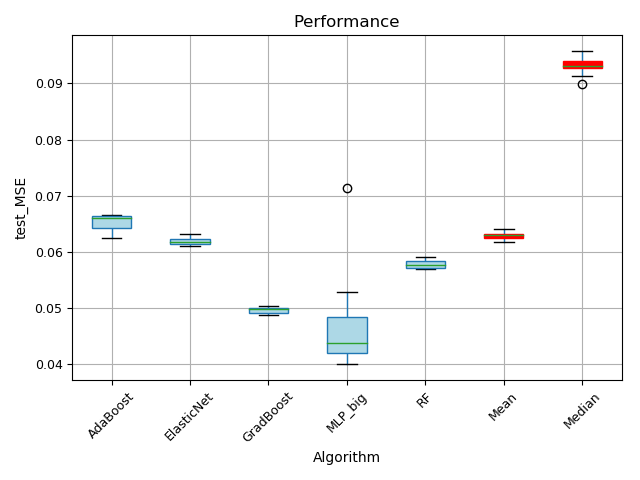 Performance
test_MSE
0.09
0.08
0.07
0.06
0.05
0.04
AdaBoost
ElasticNet
GradBoost
MLP_big
RF
Mean
Median
Algorithm